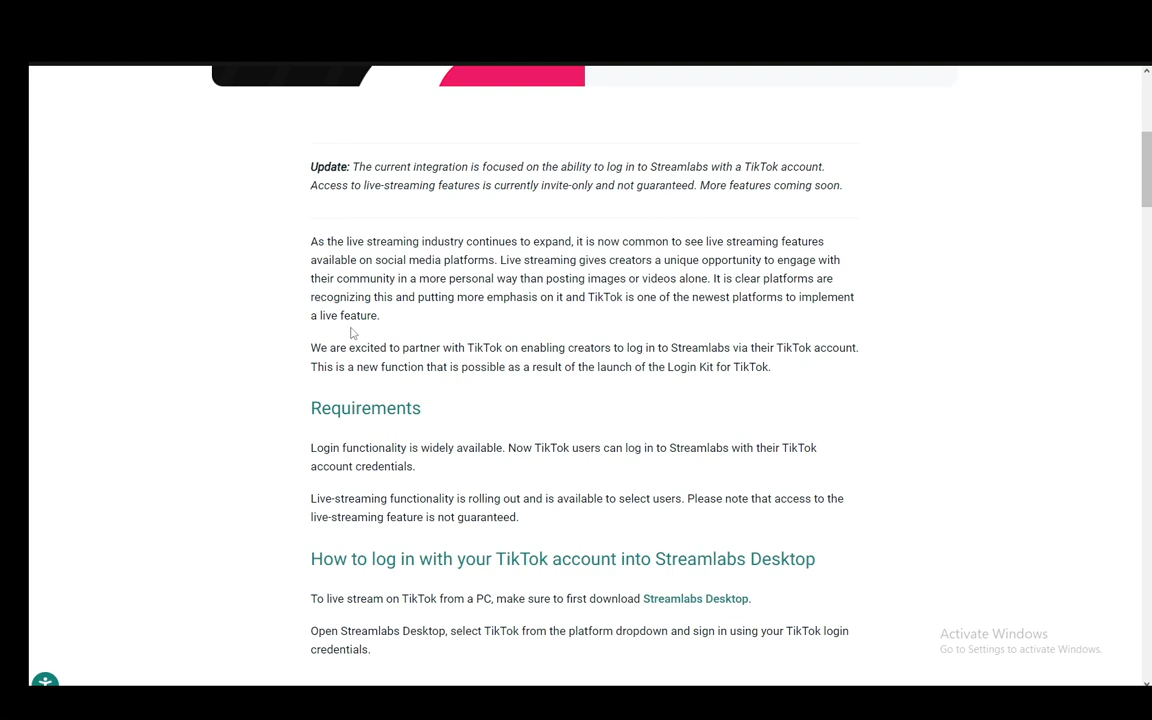 Update: The current integration is focused on the ability to log in to Streamlabs with a TikTok account.
Access to live-streaming features is currently invite-only and not guaranteed. More features coming soon.
As the live streaming industry continues to expand, it is now common to see live streaming features
available on social media platforms. Live streaming gives creators a unique opportunity to engage with
their community in a more personal way than posting images or videos alone. It is clear platforms are
recognizing this and putting more emphasis on it and TikTok is one of the newest platforms to implement
a live feature.
We are excited to partner with TikTok on enabling creators to log in to Streamlabs via their TikTok account.
This is a new function that is possible as a result of the launch of the Login Kit for TikTok.
Requirements
Login functionality is widely available. Now TikTok users can log in to Streamlabs with their TikTok
account credentials.
Live-streaming functionality is rolling out and is available to select users. Please note that access to the
live-streaming feature is not guaranteed.
How to log in with your TikTok account into Streamlabs Desktop
To live stream on TikTok from a PC, make sure to first download Streamlabs Desktop.
Open Streamlabs Desktop, select TikTok from the platform dropdown and sign in using your TikTok login
credentials.
Activate Windows
Go to Settings to activate Windows.